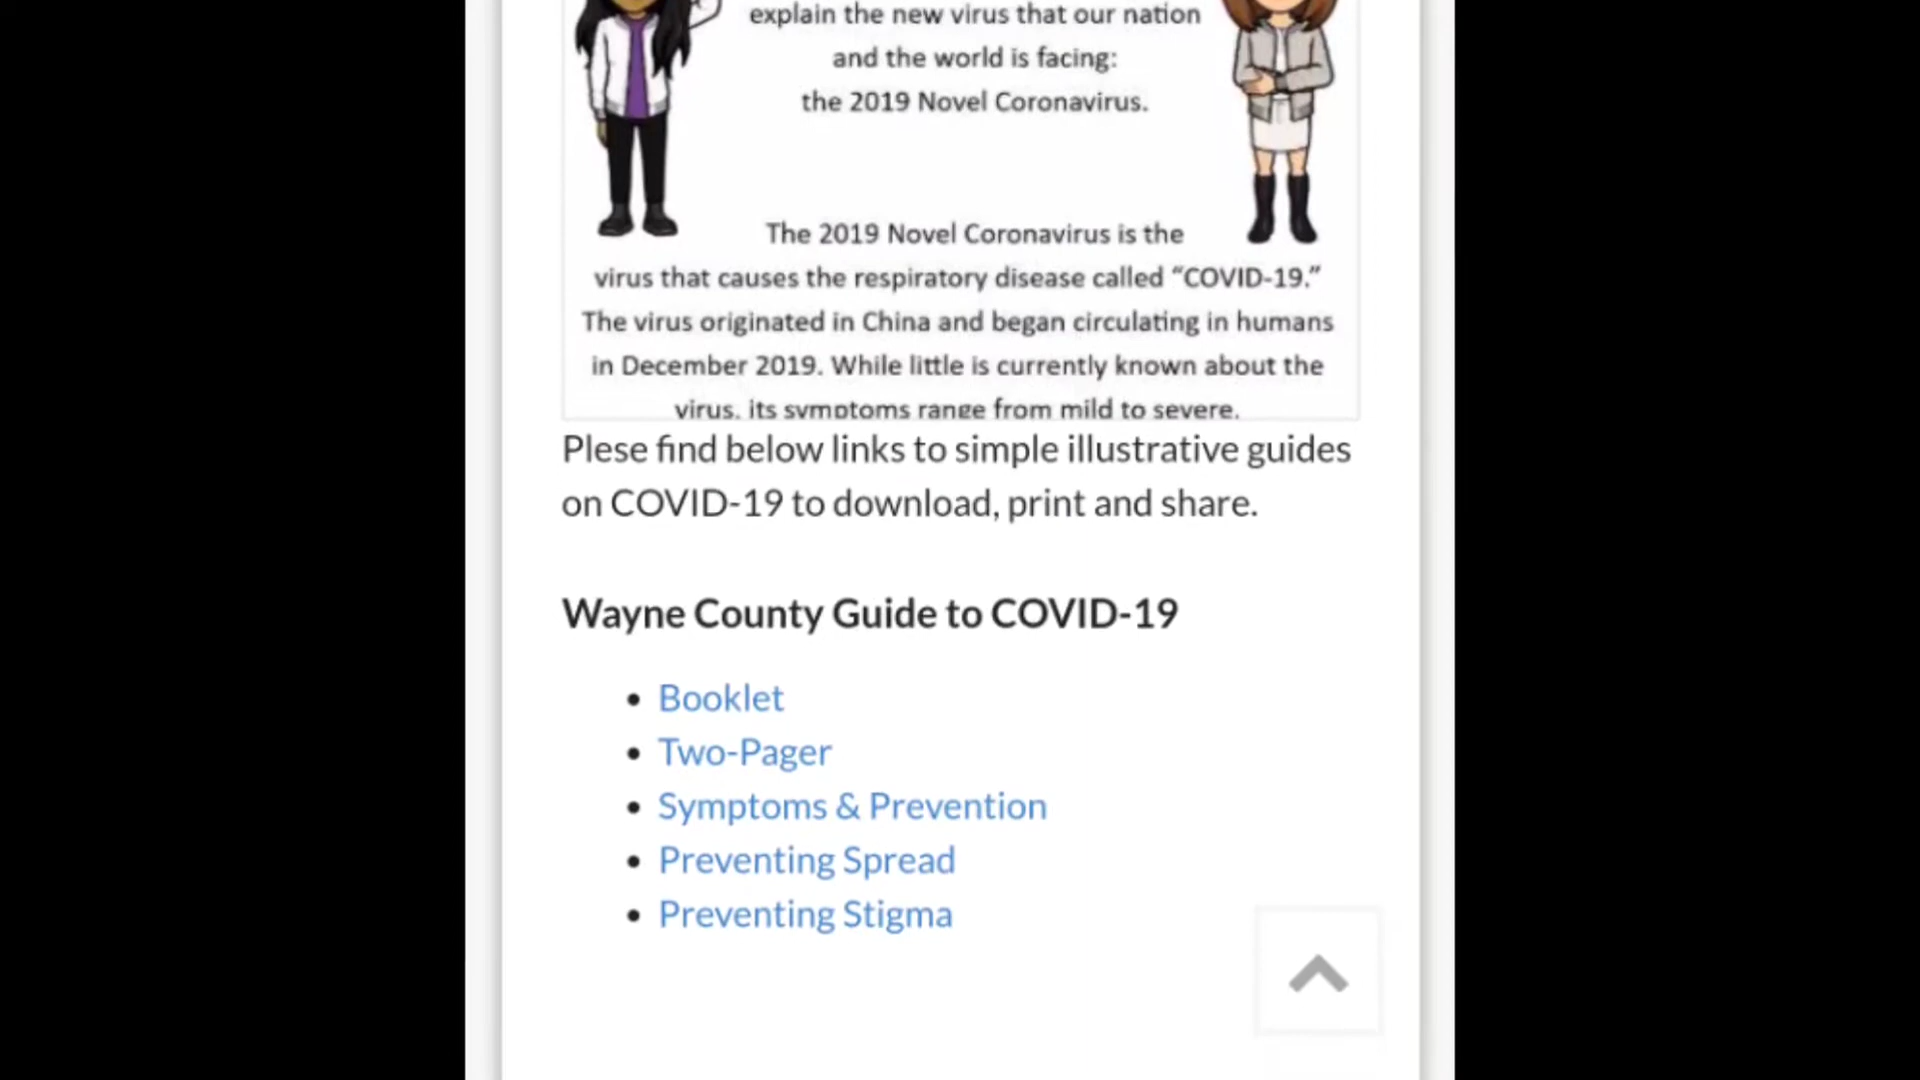 explain the new virus that our nation
and the world is facing:
the 2019 Novel Coronavirus.
The 2019 Novel Coronavirus is the
virus that causes the respiratory disease called “COVID-19.”
The virus originated in China and began circulating in humans
in December 2019. While little is currently known about the
virus, its symptoms range from mild to severe.
Plese find below links to simple illustrative guides
on COVID-19 to download, print and share.
Wayne County Guide to COVID-19
• Booklet
• Two-Pager
• Symptoms & Prevention
• Preventing Spread
• Preventing Stigma